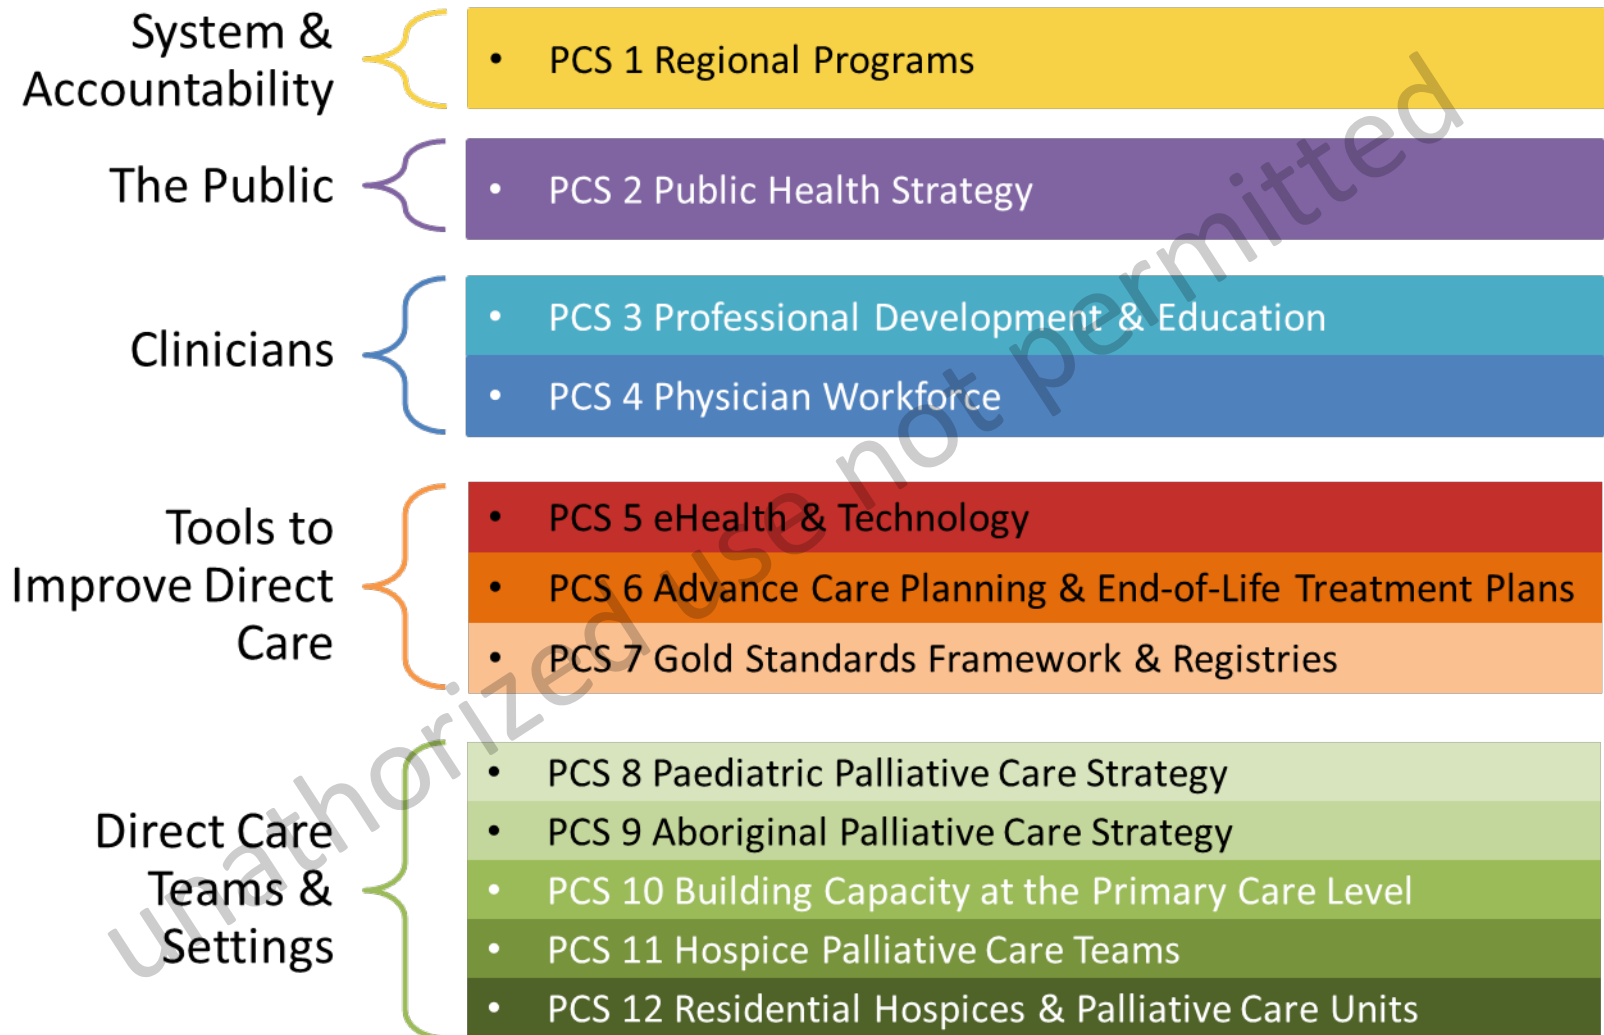 System &
Accountability
• PCS 1 Regional Programs
The Public
• PCS 2 Public Health Strategy
Clinicians
• PCS 3 Professional Development & Education
• PCS 4 Physician Workforce
Tools to
Improve Direct
Care
• PCS 5 eHealth & Technology
• PCS 6 Advance Care Planning & End-of-Life Treatment Plans
• PCS 7 Gold Standards Framework & Registries
Direct Care
Teams &
Settings
• PCS 8 Paediatric Palliative Care Strategy
• PCS 9 Aboriginal Palliative Care Strategy
• PCS 10 Building Capacity at the Primary Care Level
• PCS 11 Hospice Palliative Care Teams
• PCS 12 Residential Hospices & Palliative Care Units
unathorized use not permitted